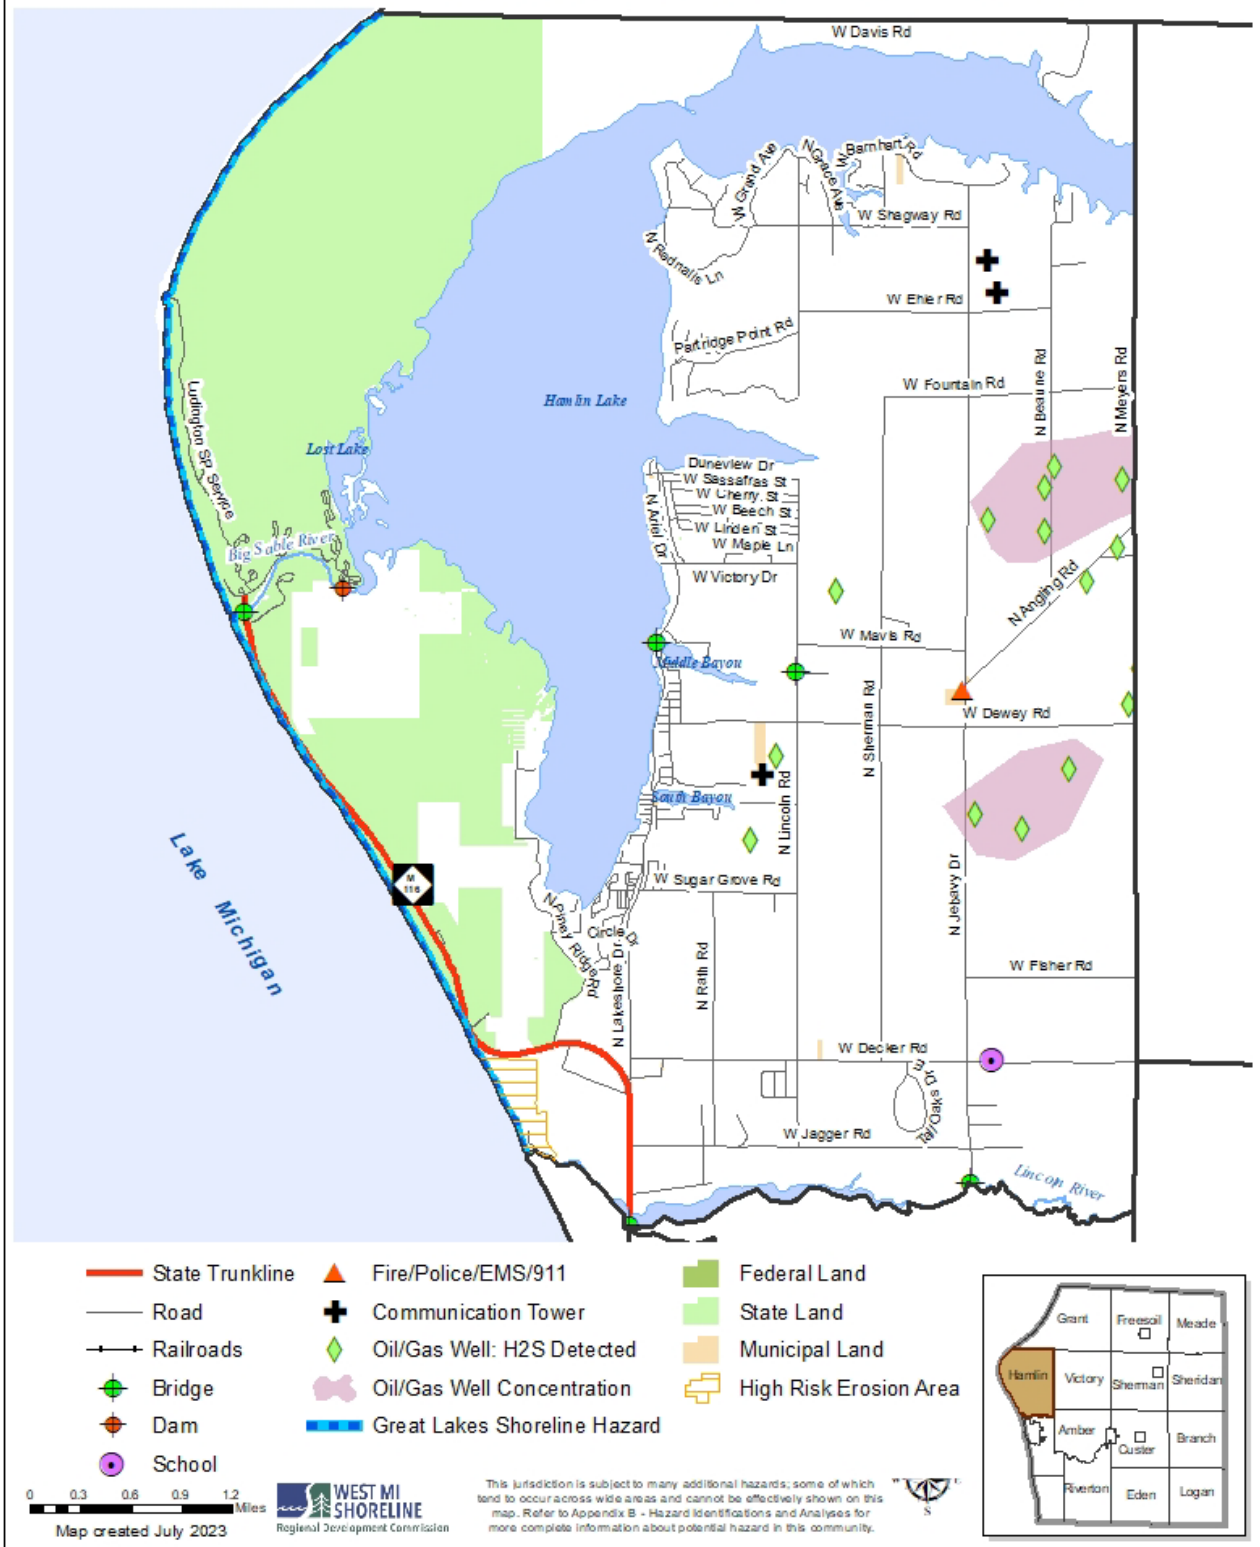 W Davis Rd
W Barnhart Rd
N Grace Ave
W Grand Ave
W Shagway Rd
N Rednalls Ln
W Ehler Rd
Partridge Point Rd
W Fountain Rd
N Beaune Rd
N Meyers Rd
Hamlin Lake
Ludington SP Service
Lost Lake
Duneview Dr
W Sassafras St
W Cherry St
W Beech St
W Linden St
W Maple Ln
N Ariel Dr
Big Sable River
W Victory Dr
N Angling Rd
W Mavis Rd
Middle Bayou
W Dewey Rd
N Sherman Rd
South Bayou
N Lincoln Rd
Lake Michigan
M
116
W Sugar Grove Rd
N Jebavy Dr
N Piney Ridge Rd
Circle Dr
N Lakeshore Dr
N Rath Rd
W Fisher Rd
W Decker Rd
Tall Oaks Dr E
W Jagger Rd
Lincoln River
State Trunkline
Road
Railroads
Bridge
Dam
School
Fire/Police/EMS/911
Communication Tower
Oil/Gas Well: H2S Detected
Oil/Gas Well Concentration
Great Lakes Shoreline Hazard
Federal Land
State Land
Municipal Land
High Risk Erosion Area
0 0.3 0.6 0.9 1.2
Miles
Map created July 2023
WEST MI
SHORELINE
Regional Development Commission
This jurisdiction is subject to many additional hazards; some of which
tend to occur across wide areas and cannot be effectively shown on this
map. Refer to Appendix B - Hazard Identifications and Analyses for
more complete information about potential hazard in this community.
W E
S
Grant Freesoil Meade
Hamlin Victory Sherman Sheridan
Amber Custer Branch
Riverton Eden Logan